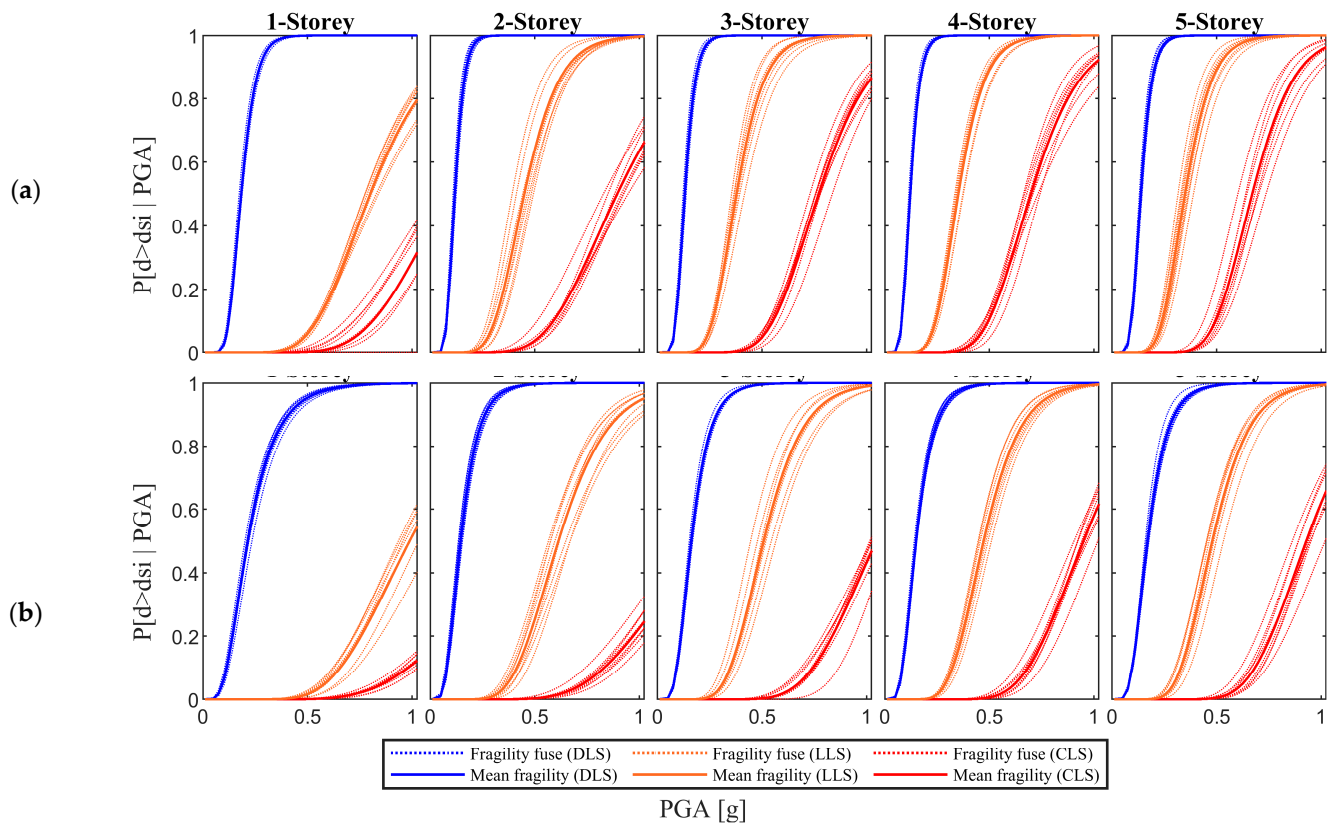 1-Storey 2-Storey 3-Storey 4-Storey 5-Storey
(a)
P[d>dsi | PGA]
1
0.8
0.6
0.4
0.2
0
(b)
P[d>dsi | PGA]
1
0.8
0.6
0.4
0.2
0
0 0.5 1 0 0.5 1 0 0.5 1 0 0.5 1 0 0.5 1
Fragility fuse (DLS) Fragility fuse (LLS) Fragility fuse (CLS)
Mean fragility (DLS) Mean fragility (LLS) Mean fragility (CLS)
PGA [g]